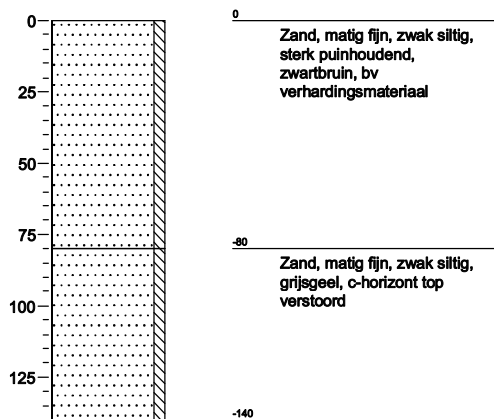 0
0
Zand, matig fijn, zwak siltig,
sterk puinhoudend,
zwartbruin, bv
verhardingsmateriaal
25
50
75
-80
Zand, matig fijn, zwak siltig,
grijsgeel, c-horizont top
verstoord
100
125
-140